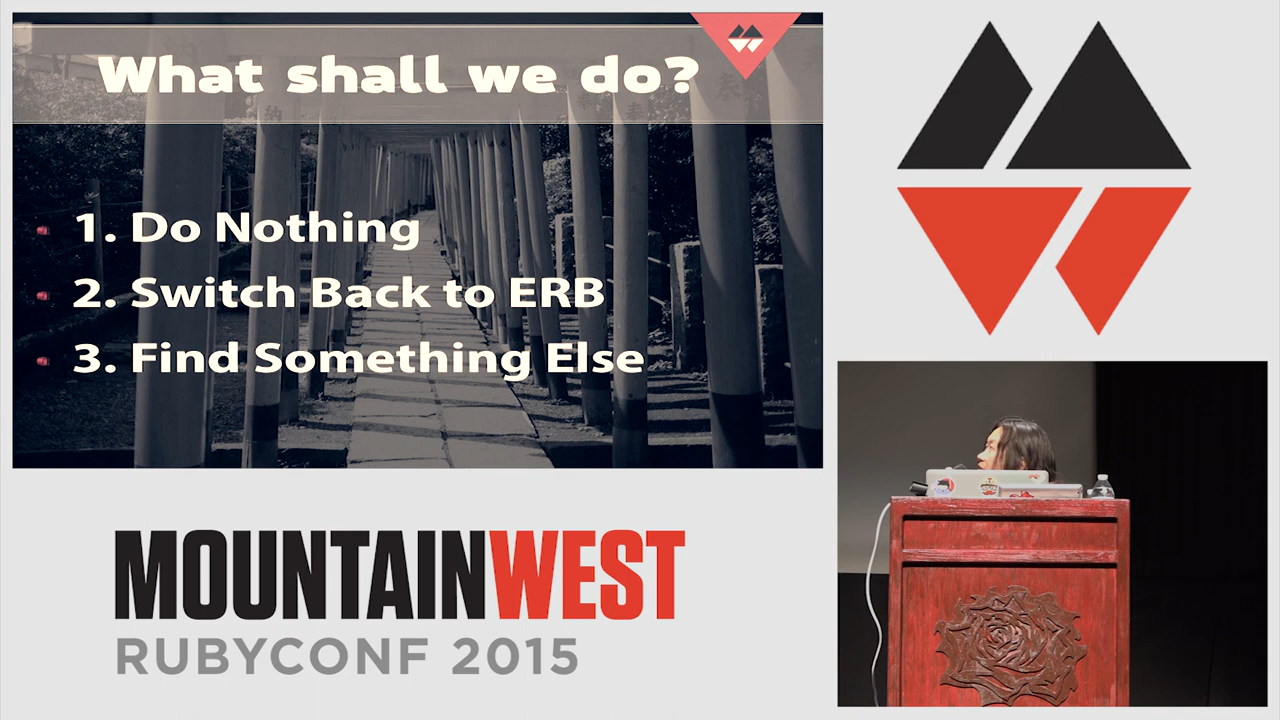 What shall we do?
1. Do Nothing
2. Switch Back to ERB
3. Find Something Else
MOUNTAINWEST
RUBYCONF 2015